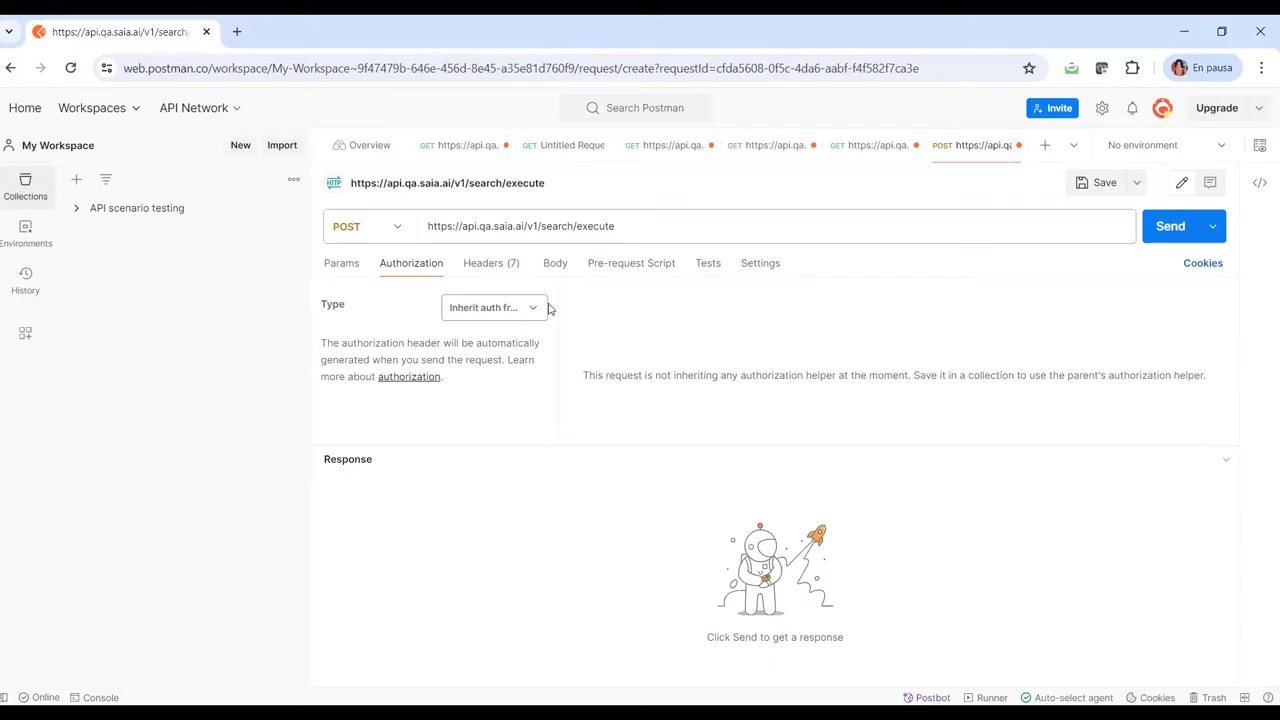 https://api.qa.saia.ai/v1/search/
web.postman.co/workspace/My-Workspace~9f47479b-646e-456d-8e45-a35e81d760f9/request/create?requestId=cfda5608-0f5c-4da6-aabf-f4f582f7ca3e
En pausa
Home
Workspaces
API Network
Search Postman
Invite
Upgrade
My Workspace
New
Import
Overview
GET https://api.qa.
GET Untitled Reque
GET https://api.qa.
GET https://api.qa.
GET https://api.qa.
POST https://api.qa
No environment
Collections
API scenario testing
https://api.qa.saia.ai/v1/search/execute
Save
POST
https://api.qa.saia.ai/v1/search/execute
Send
Environments
History
Params
Authorization
Headers (7)
Body
Pre-request Script
Tests
Settings
Cookies
Type
Inherit auth fr...
The authorization header will be automatically
generated when you send the request. Learn
more about authorization.
This request is not inheriting any authorization helper at the moment. Save it in a collection to use the parent's authorization helper.
Response
Click Send to get a response
Online
Console
Postbot
Runner
Auto-select agent
Cookies
Trash